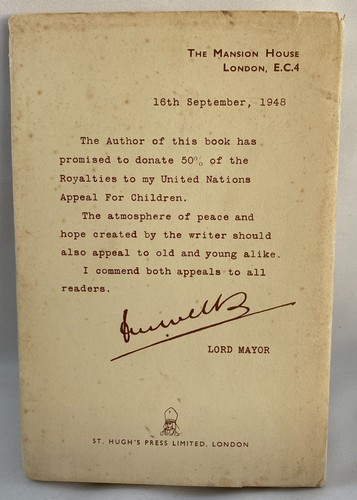 The Mansion House
London, E.C.4
16th September, 1948
The Author of this book has
promised to donate 50% of the
Royalties to my United Nations
Appeal For Children.
The atmosphere of peace and
hope created by the writer should
also appeal to old and young alike.
I commend both appeals to all
readers.
LORD MAYOR
ST. HUGH'S PRESS LIMITED, LONDON